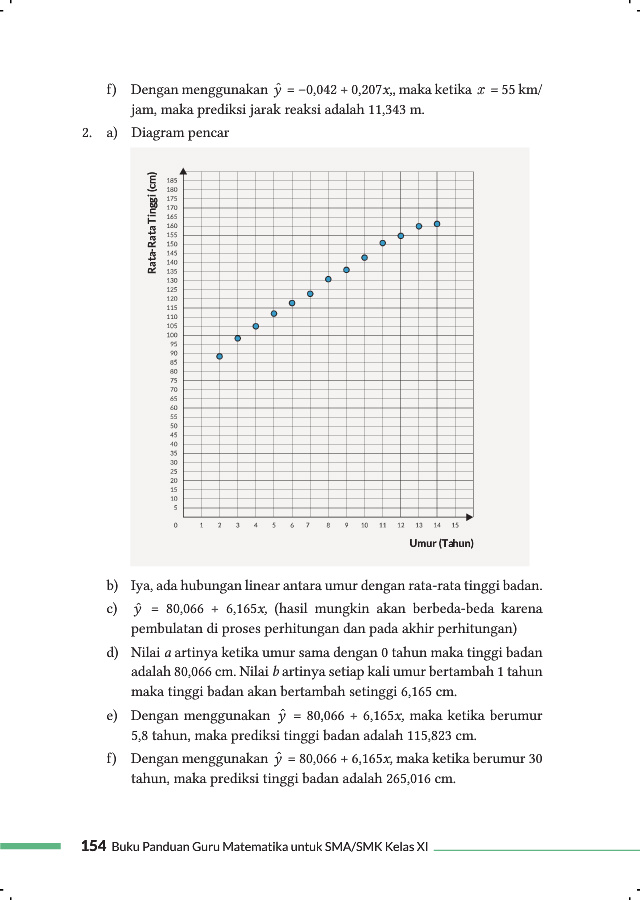 f) Dengan menggunakan ŷ = −0,042 + 0,207x,, maka ketika x = 55 km/
jam, maka prediksi jarak reaksi adalah 11,343 m.
2. a) Diagram pencar
Rata-Rata Tinggi (cm)
185
180
175
170
165
160
155
150
145
140
135
130
125
120
115
110
105
100
95
90
85
80
75
70
65
60
55
50
45
40
35
30
25
20
15
10
5
0 1 2 3 4 5 6 7 8 9 10 11 12 13 14 15
Umur (Tahun)
b) Iya, ada hubungan linear antara umur dengan rata-rata tinggi badan.
c) ŷ = 80,066 + 6,165x, (hasil mungkin akan berbeda-beda karena
pembulatan di proses perhitungan dan pada akhir perhitungan)
d) Nilai a artinya ketika umur sama dengan 0 tahun maka tinggi badan
adalah 80,066 cm. Nilai b artinya setiap kali umur bertambah 1 tahun
maka tinggi badan akan bertambah setinggi 6,165 cm.
e) Dengan menggunakan ŷ = 80,066 + 6,165x, maka ketika berumur
5,8 tahun, maka prediksi tinggi badan adalah 115,823 cm.
f) Dengan menggunakan ŷ = 80,066 + 6,165x, maka ketika berumur 30
tahun, maka prediksi tinggi badan adalah 265,016 cm.
154 Buku Panduan Guru Matematika untuk SMA/SMK Kelas XI